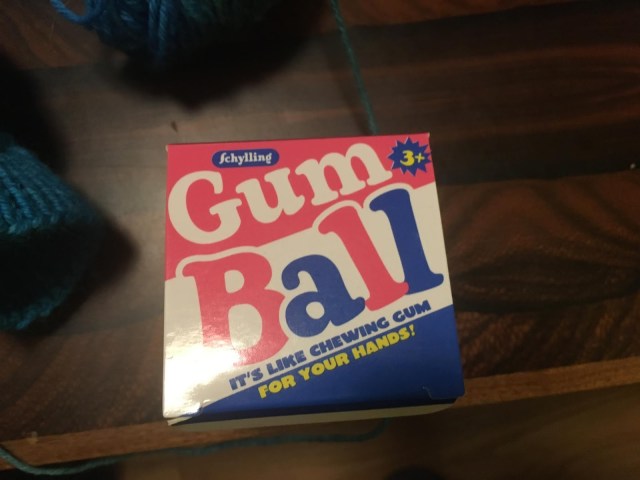 Schylling
3+
Gum
Ball
IT'S LIKE CHEWING GUM
FOR YOUR HANDS!